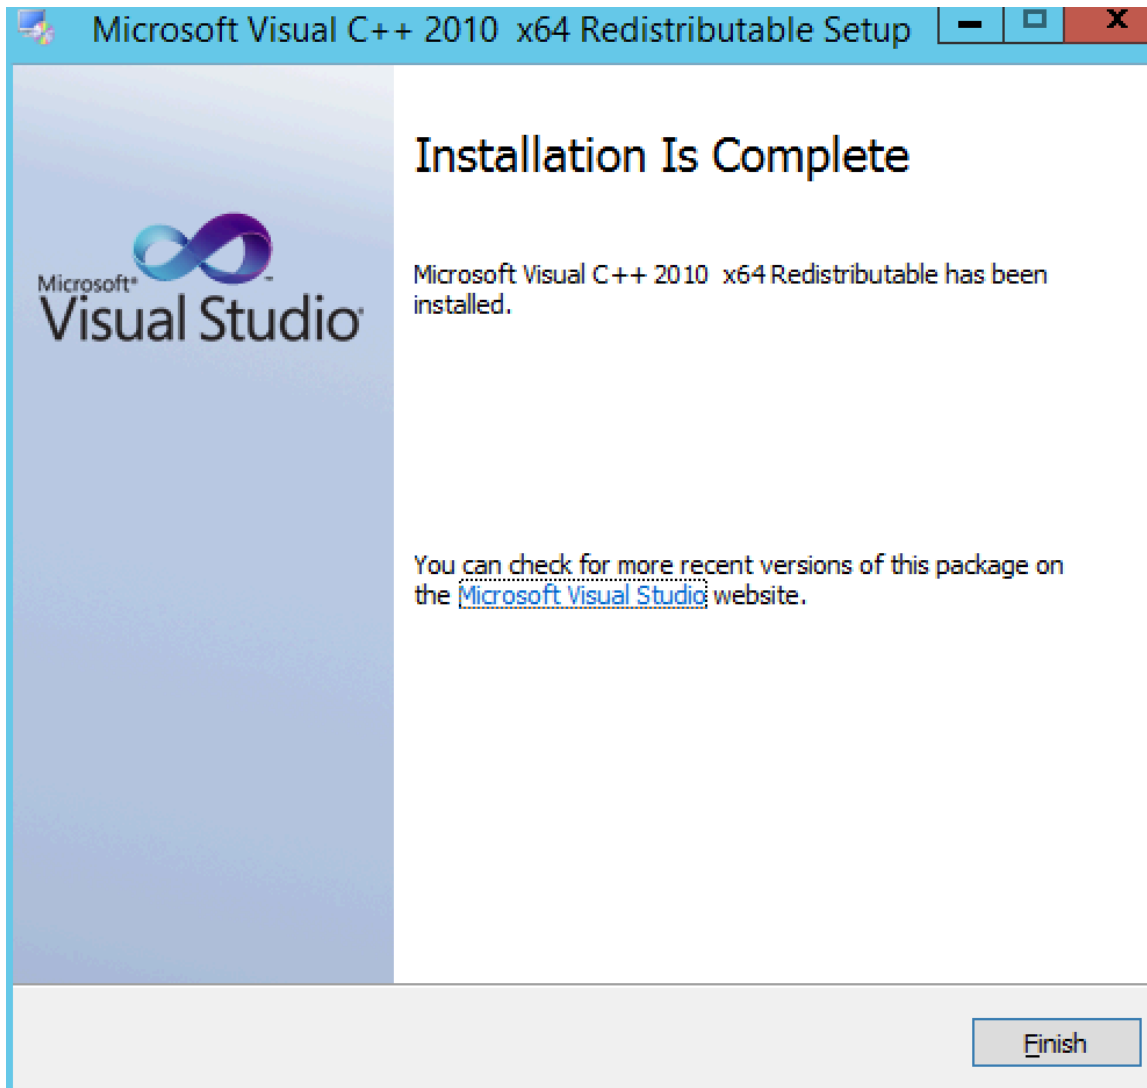 Microsoft Visual C++ 2010  x64 Redistributable Setup
Installation Is Complete
Microsoft®
Visual Studio®
Microsoft Visual C++ 2010  x64 Redistributable has been
installed.
You can check for more recent versions of this package on
the Microsoft Visual Studio website.
Finish